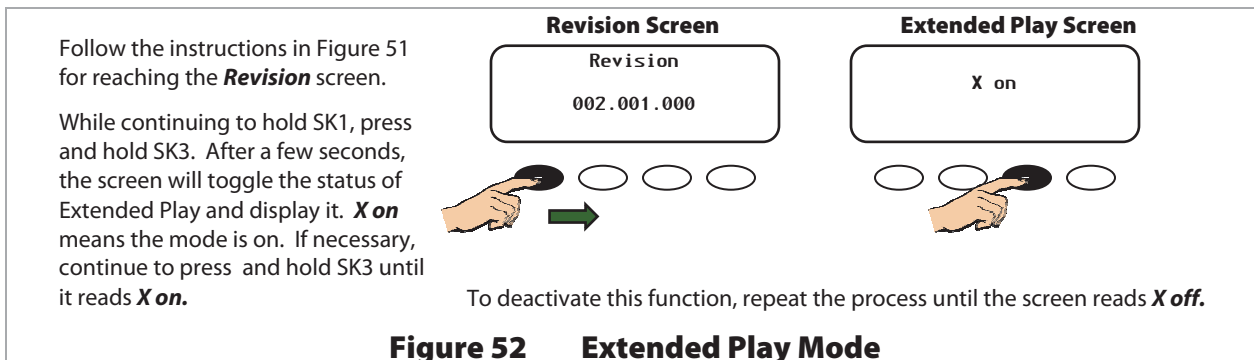 Follow the instructions in Figure 51
for reaching the Revision screen.
While continuing to hold SK1, press
and hold SK3. After a few seconds,
the screen will toggle the status of
Extended Play and display it. X on
means the mode is on. If necessary,
continue to press and hold SK3 until
it reads X on.
Revision Screen
Revision
002.001.000
Extended Play Screen
X on
To deactivate this function, repeat the process until the screen reads X off.
Figure 52 Extended Play Mode